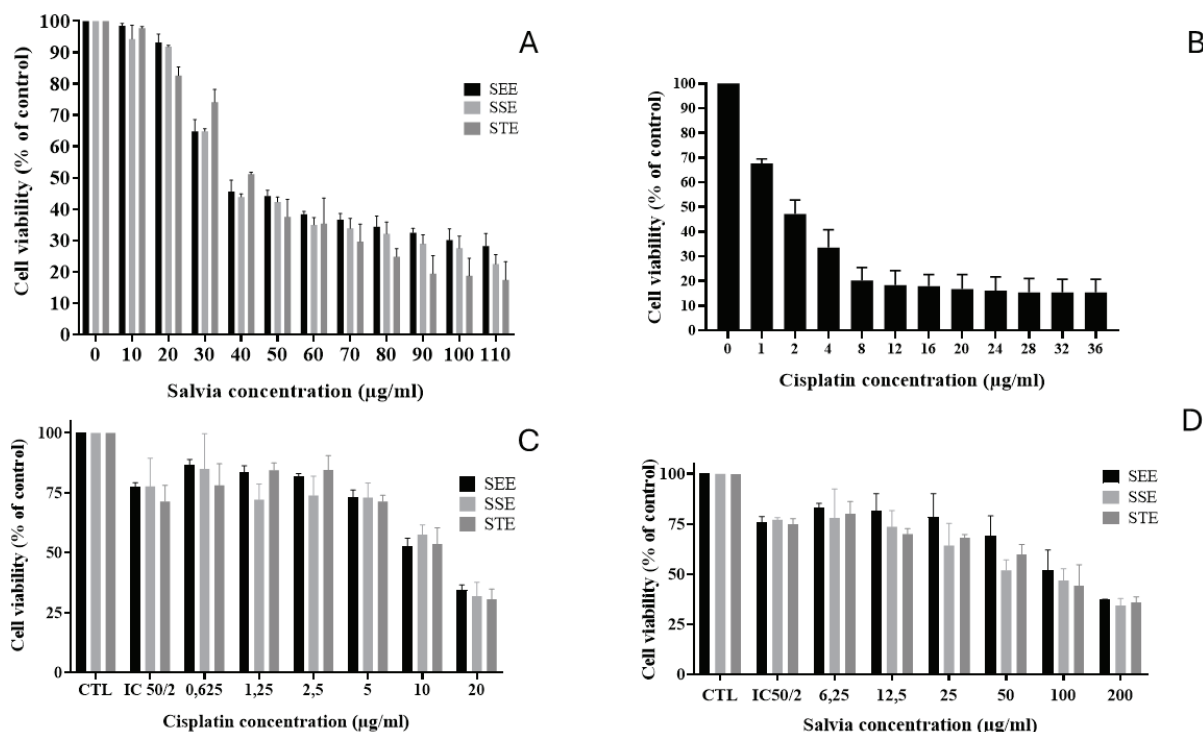 A
Cell viability (% of control)
100
90
80
70
60
50
40
30
20
10
0
SEE
SSE
STE
0 10 20 30 40 50 60 70 80 90 100 110
Salvia concentration (µg/ml)
B
Cell viability (% of control)
100
90
80
70
60
50
40
30
20
10
0
0 1 2 4 8 12 16 20 24 28 32 36
Cisplatin concentration (µg/ml)
C
Cell viability (% of control)
100
75
50
25
0
SEE
SSE
STE
CTL IC 50/2 0,625 1,25 2,5 5 10 20
Cisplatin concentration (µg/ml)
D
Cell viability (% of control)
100
75
50
25
0
SEE
SSE
STE
CTL IC50/2 6,25 12,5 25 50 100 200
Salvia concentration (µg/ml)